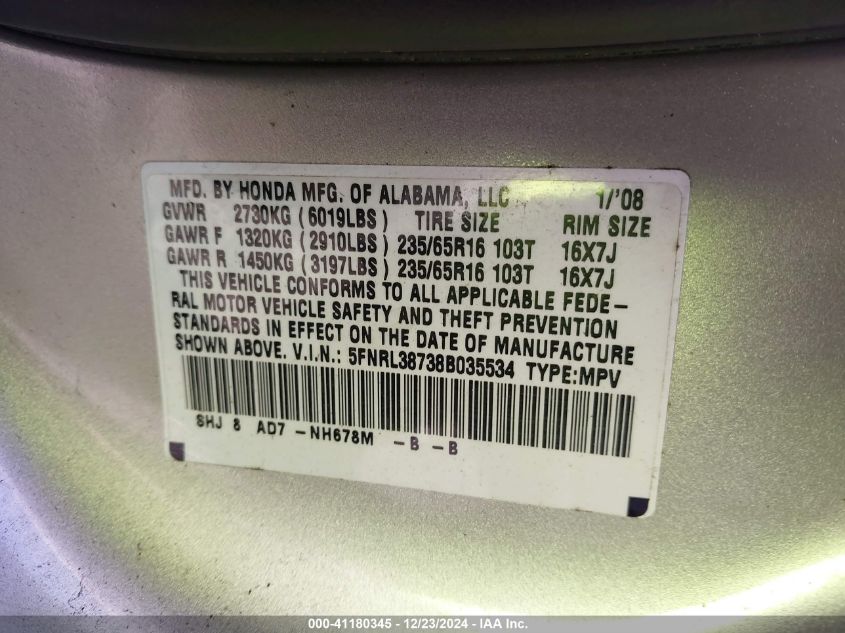 MFD. BY HONDA MFG. OF ALABAMA, LLC 1/'08
GVWR 2730KG (6019LBS) TIRE SIZE RIM SIZE
GAWR F 1320KG (2910LBS) 235/65R16 103T 16X7J
GAWR R 1450KG (3197LBS) 235/65R16 103T 16X7J
THIS VEHICLE CONFORMS TO ALL APPLICABLE FEDE-
RAL MOTOR VEHICLE SAFETY AND THEFT PREVENTION
STANDARDS IN EFFECT ON THE DATE OF MANUFACTURE
SHOWN ABOVE. V.I.N.: 5FNRL38738B035534 TYPE:MPV
SHJ 8 AD7 -NH678M -B -B
000-41180345 - 12/23/2024 - IAA Inc.